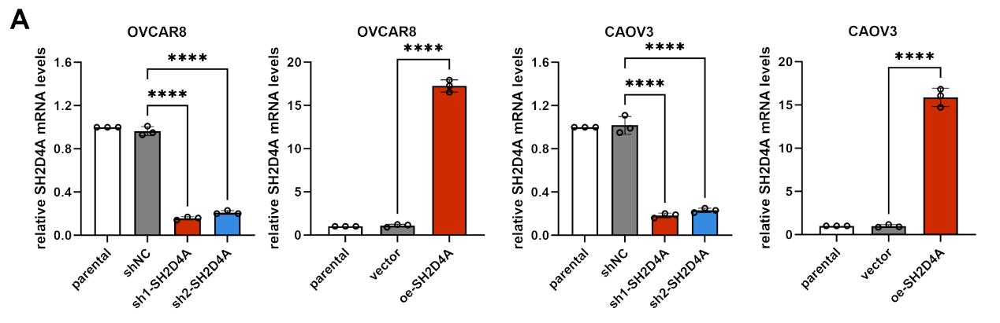 A
OVCAR8
relative SH2D4A mRNA levels
1.6
1.2
0.8
0.4
0.0
****
****
parental
shNC
sh1-SH2D4A
sh2-SH2D4A
OVCAR8
relative SH2D4A mRNA levels
20
15
10
5
0
****
parental
vector
oe-SH2D4A
CAOV3
relative SH2D4A mRNA levels
1.6
1.2
0.8
0.4
0.0
****
****
parental
shNC
sh1-SH2D4A
sh2-SH2D4A
CAOV3
relative SH2D4A mRNA levels
20
15
10
5
0
****
parental
vector
oe-SH2D4A